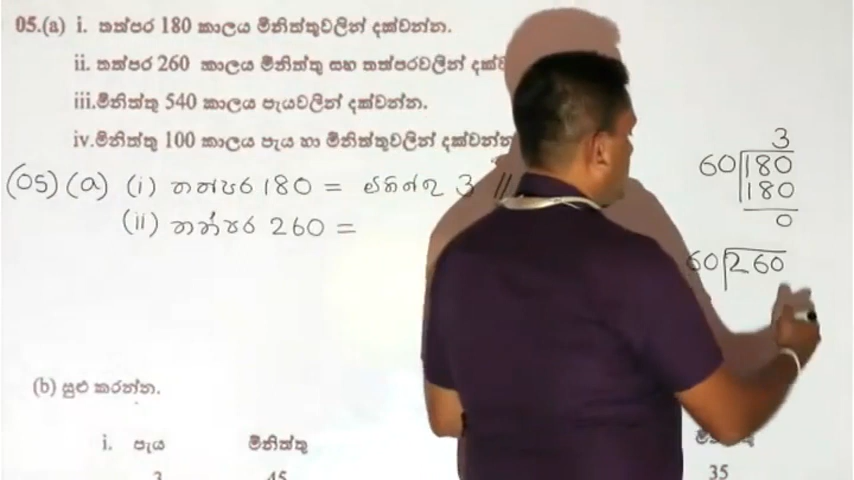 05.(a) i. තත්පර 180 කාලය මිනිත්තුවලින් දක්වන්න.
ii. තත්පර 260 කාලය මිනිත්තු සහ තත්පරවලින්
iii.මිනිත්තු 540 කාලය පැයවලින් දක්වන්න.
iv.මිනිත්තු 100 කාලය පැය හා මිනිත්තුවලින් දක්වන්න
(05) (a) (i) තත්පර 180 = මිනිත්තු 3 //
(ii) තත්පර 260 =
3
60 180
180
0
60 260
(b) සුළු කරන්න.
i. පැය මිනිත්තු
3 45 35